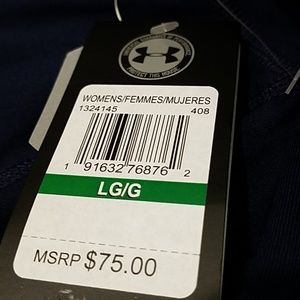 PROTECT THIS HOUSE
WOMENS/FEMMES/MUJERES
1324145 408
1 91632 76876 2
LG/G
MSRP $75.00